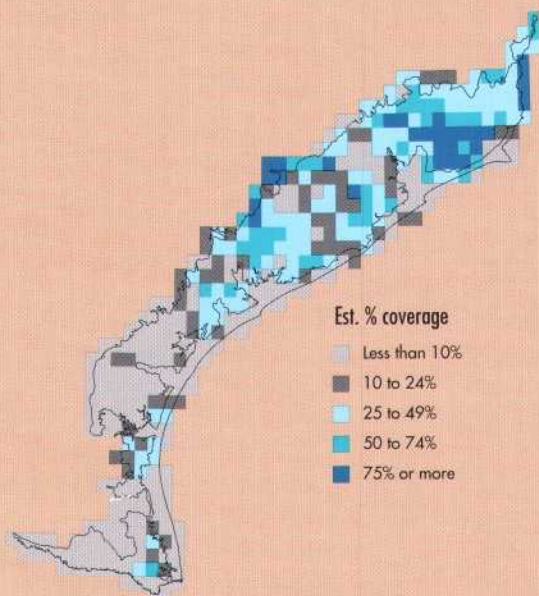 Est. % coverage
Less than 10%
10 to 24%
25 to 49%
50 to 74%
75% or more